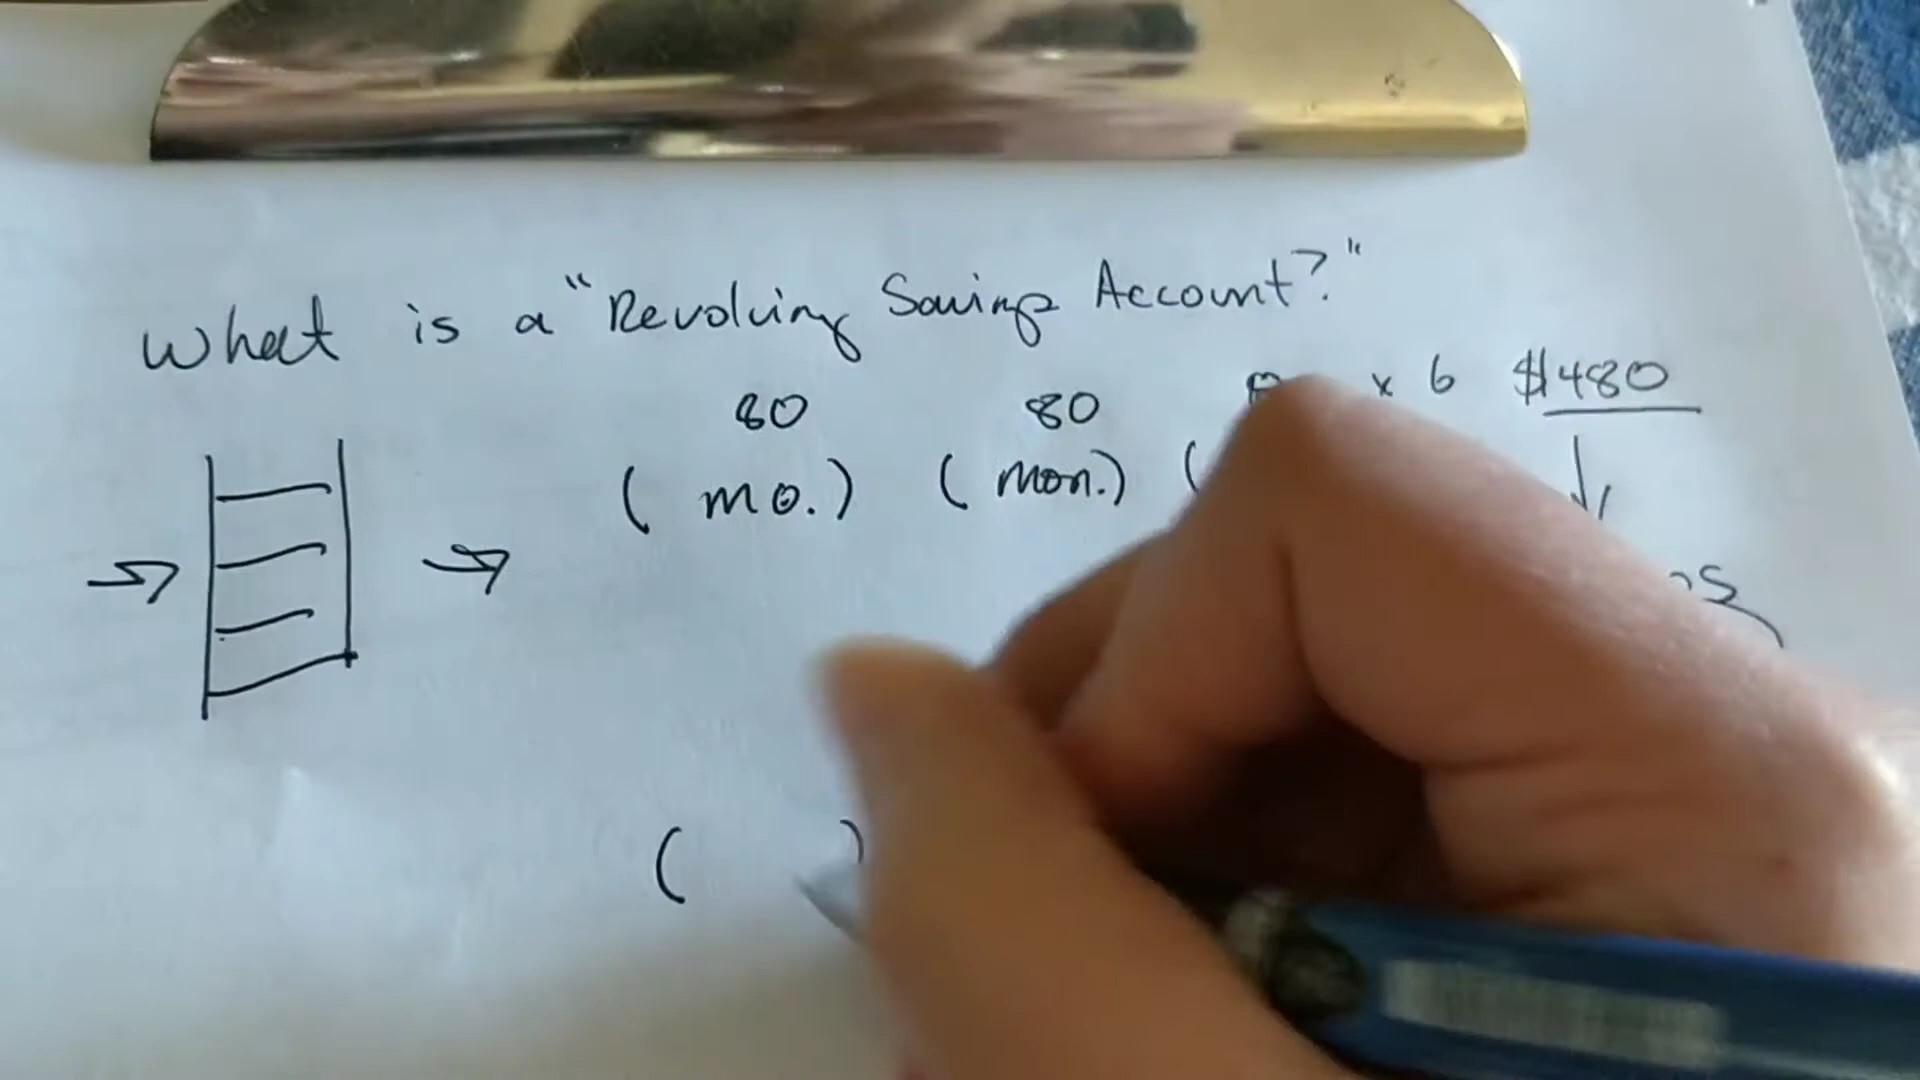 What is a "Revolving Savings Account?"
80 80 x 6 $480
( mo.) ( mon.) (
( )